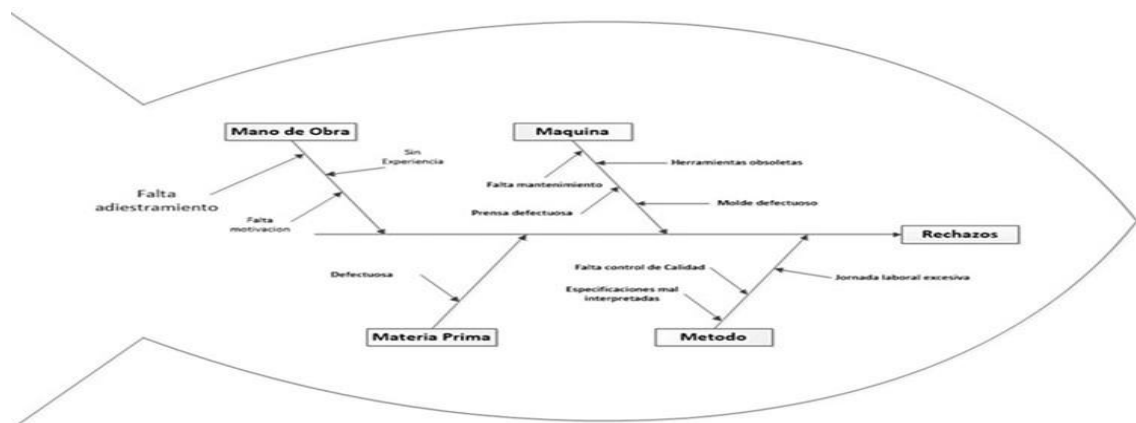 Mano de Obra
Maquina
Sin
Experiencia
Herramientas obsoletas
Falta mantenimiento
Falta
adiestramiento
Molde defectuoso
Prensa defectuosa
Falta
motivacion
Rechazos
Defectuosa
Falta control de Calidad
Jornada laboral excesiva
Especificaciones mal
interpretadas
Materia Prima
Metodo